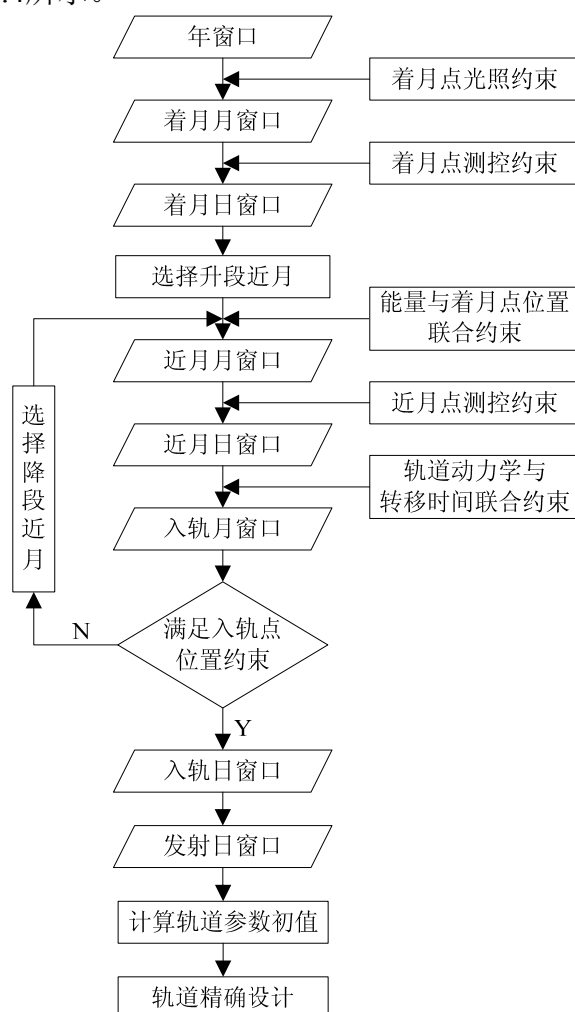 年窗口
着月点光照约束
着月月窗口
着月点测控约束
着月日窗口
选择升段近月
能量与着月点位置
联合约束
近月月窗口
近月点测控约束
近月日窗口
轨道动力学与
转移时间联合约束
入轨月窗口
选择降段近月
满足入轨点
位置约束
N
Y
入轨日窗口
发射日窗口
计算轨道参数初值
轨道精确设计